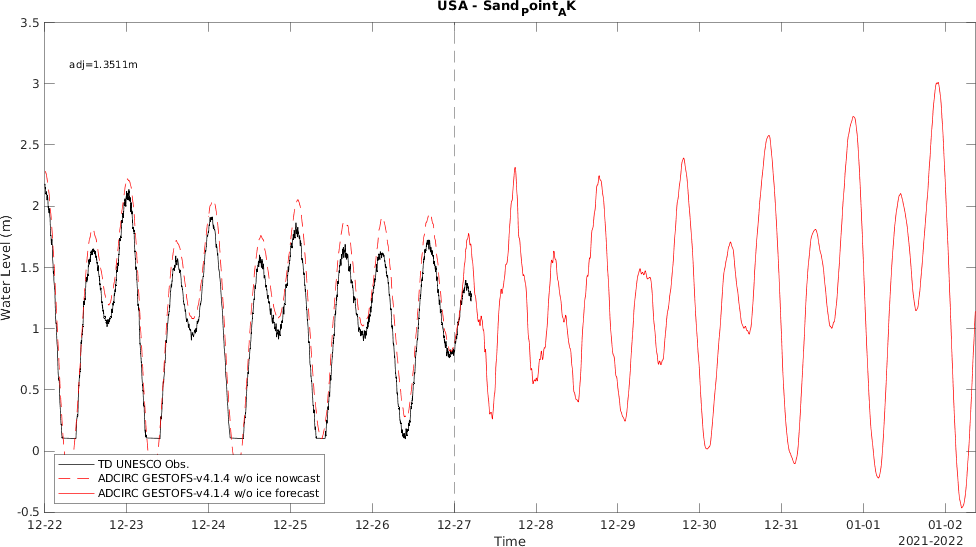 USA - Sand_Point_AK
adj=1.3511m
3.5
3
2.5
2
1.5
1
0.5
0
-0.5
Water Level (m)
TD UNESCO Obs.
ADCIRC GESTOFS-v4.1.4 w/o ice nowcast
ADCIRC GESTOFS-v4.1.4 w/o ice forecast
12-22 12-23 12-24 12-25 12-26 12-27 12-28 12-29 12-30 12-31 01-01 01-02
Time
2021-2022